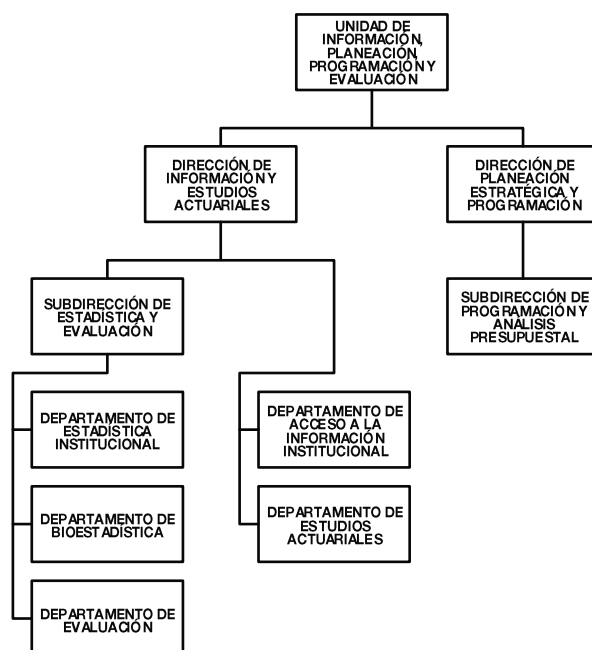 UNIDAD DE
INFORMACIÓN,
PLANEACIÓN,
PROGRAMACIÓN Y
EVALUACIÓN
DIRECCIÓN DE
INFORMACIÓN Y
ESTUDIOS
ACTUARIALES
DIRECCIÓN DE
PLANEACIÓN
ESTRATÉGICA Y
PROGRAMACIÓN
SUBDIRECCIÓN DE
ESTADÍSTICA Y
EVALUACIÓN
SUBDIRECCIÓN DE
PROGRAMACIÓN Y
ANÁLISIS
PRESUPUESTAL
DEPARTAMENTO DE
ESTADÍSTICA
INSTITUCIONAL
DEPARTAMENTO DE
ACCESO A LA
INFORMACIÓN
INSTITUCIONAL
DEPARTAMENTO DE
BIOESTADÍSTICA
DEPARTAMENTO DE
ESTUDIOS
ACTUARIALES
DEPARTAMENTO DE
EVALUACIÓN